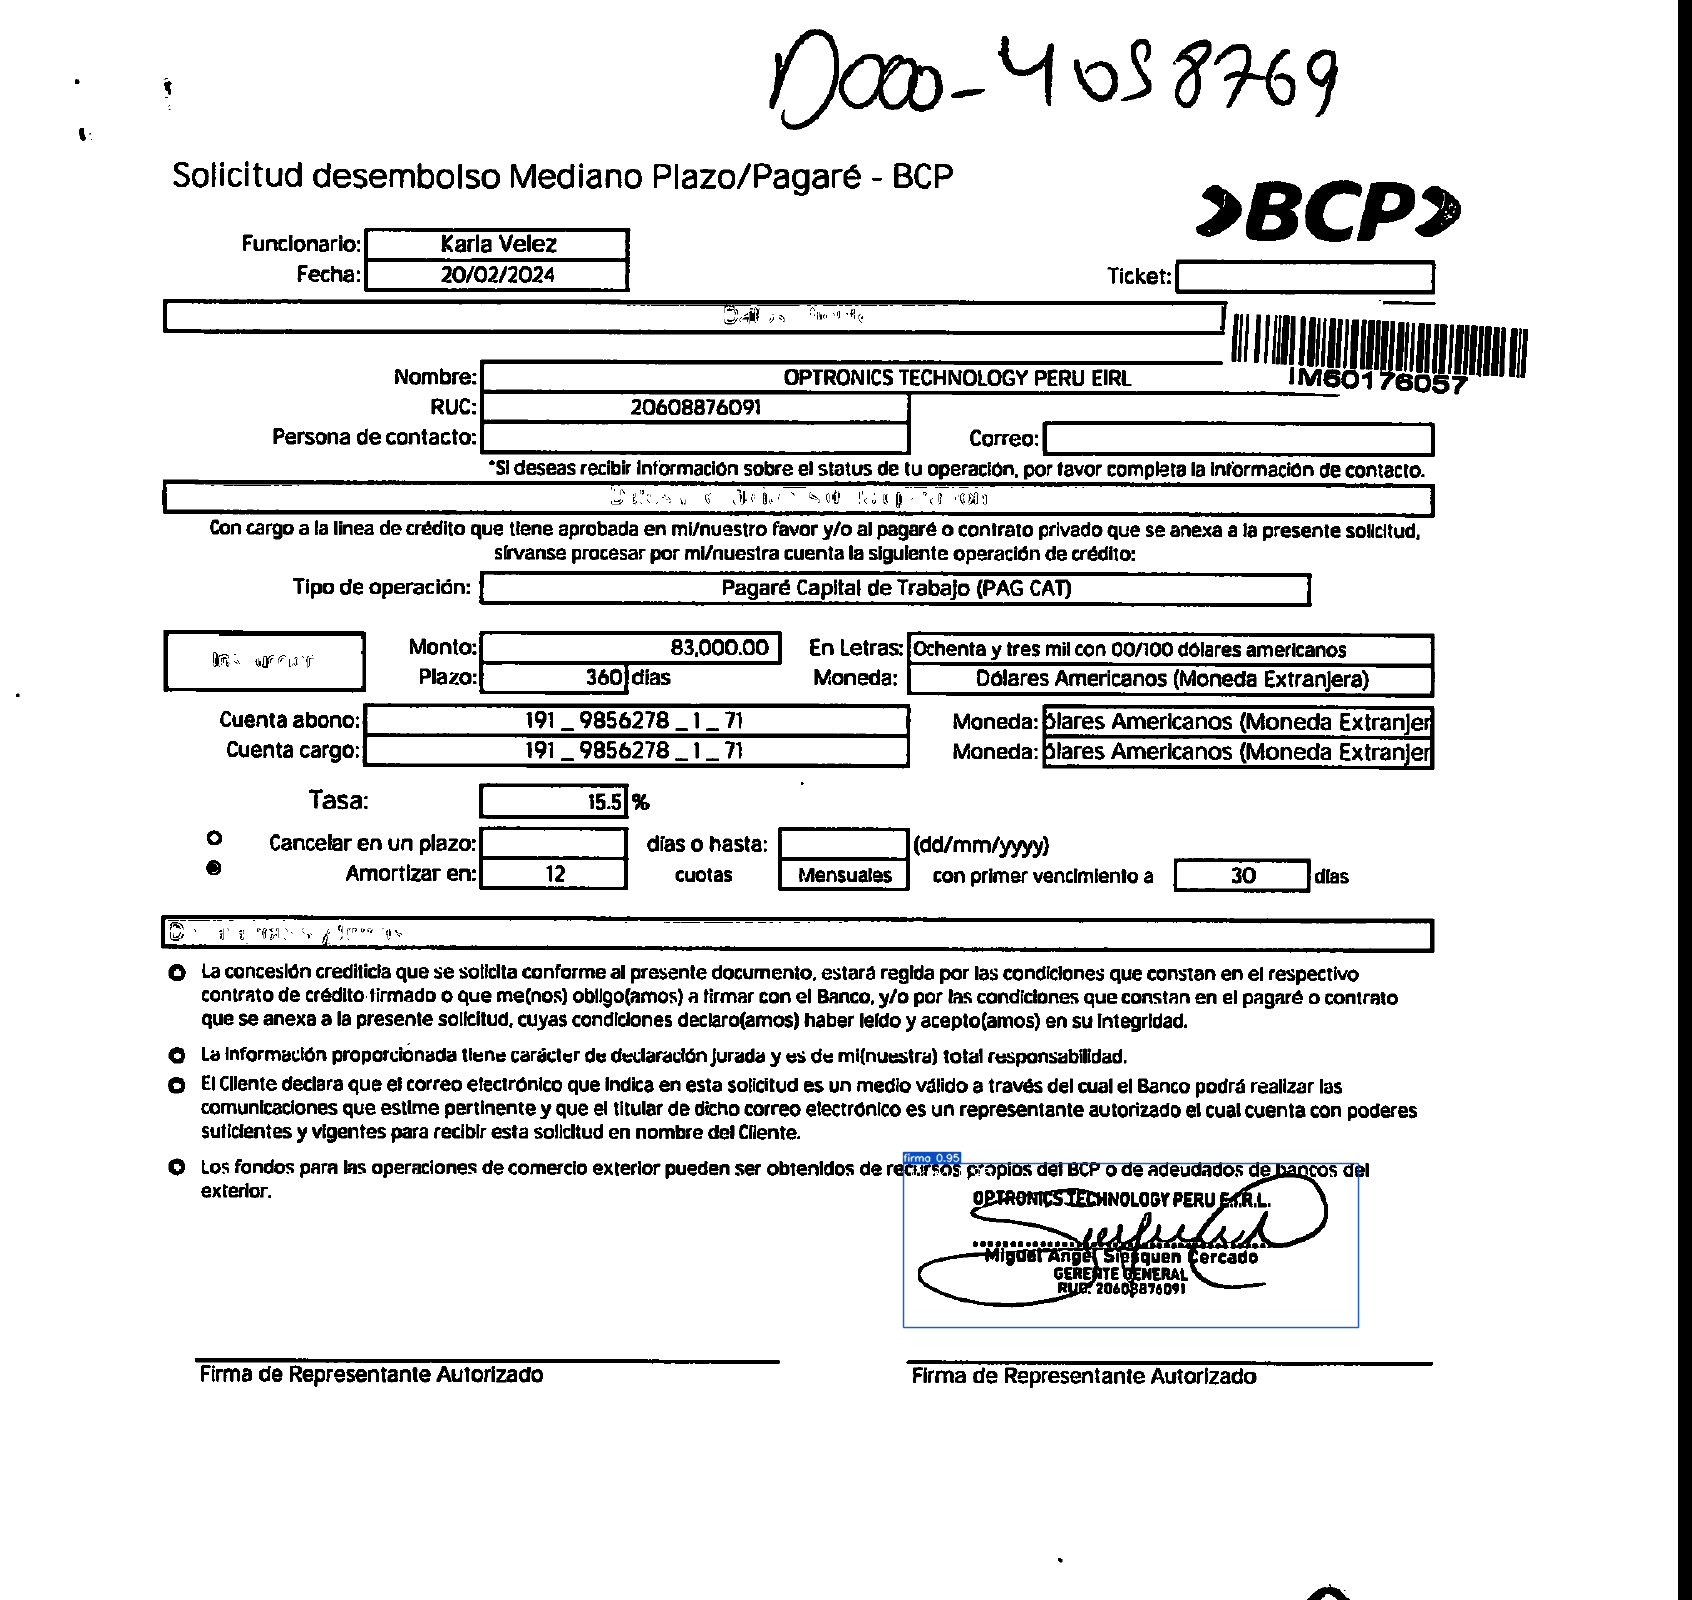 D000-4058769
Solicitud desembolso Mediano Plazo/Pagaré - BCP
BCP
Funcionario: Karla Velez
Fecha: 20/02/2024
Ticket:
IM60176057
Nombre: OPTRONICS TECHNOLOGY PERU EIRL
RUC: 20608876091
Persona de contacto: Correo:
*Si deseas recibir información sobre el status de tu operación, por favor completa la información de contacto.
Con cargo a la línea de crédito que tiene aprobada en mi/nuestro favor y/o al pagaré o contrato privado que se anexa a la presente solicitud,
sírvanse procesar por mi/nuestra cuenta la siguiente operación de crédito:
Tipo de operación: Pagaré Capital de Trabajo (PAG CAT)
Monto: 83,000.00 En Letras: Ochenta y tres mil con 00/100 dólares americanos
Plazo: 360 días Moneda: Dólares Americanos (Moneda Extranjera)
Cuenta abono: 191 _ 9856278 _ 1 _ 71 Moneda: ólares Americanos (Moneda Extranjer
Cuenta cargo: 191 _ 9856278 _ 1 _ 71 Moneda: ólares Americanos (Moneda Extranjer
Tasa: 15.5 %
Cancelar en un plazo: días o hasta: (dd/mm/yyyy)
Amortizar en: 12 cuotas Mensuales con primer vencimiento a 30 días
La concesión crediticia que se solicita conforme al presente documento, estará regida por las condiciones que constan en el respectivo
contrato de crédito firmado o que me(nos) obligo(amos) a firmar con el Banco, y/o por las condiciones que constan en el pagaré o contrato
que se anexa a la presente solicitud, cuyas condiciones declaro(amos) haber leído y acepto(amos) en su integridad.
La información proporcionada tiene carácter de declaración jurada y es de mi(nuestra) total responsabilidad.
El Cliente declara que el correo electrónico que indica en esta solicitud es un medio válido a través del cual el Banco podrá realizar las
comunicaciones que estime pertinente y que el titular de dicho correo electrónico es un representante autorizado el cual cuenta con poderes
suficientes y vigentes para recibir esta solicitud en nombre del Cliente.
Los fondos para las operaciones de comercio exterior pueden ser obtenidos de recursos propios del BCP o de adeudados de bancos del
exterior.
firma 0.95
OPTRONICS TECHNOLOGY PERU E.I.R.L.
Miguel Angel Cercado
GERENTE GENERAL
RUC: 20608876091
Firma de Representante Autorizado
Firma de Representante Autorizado